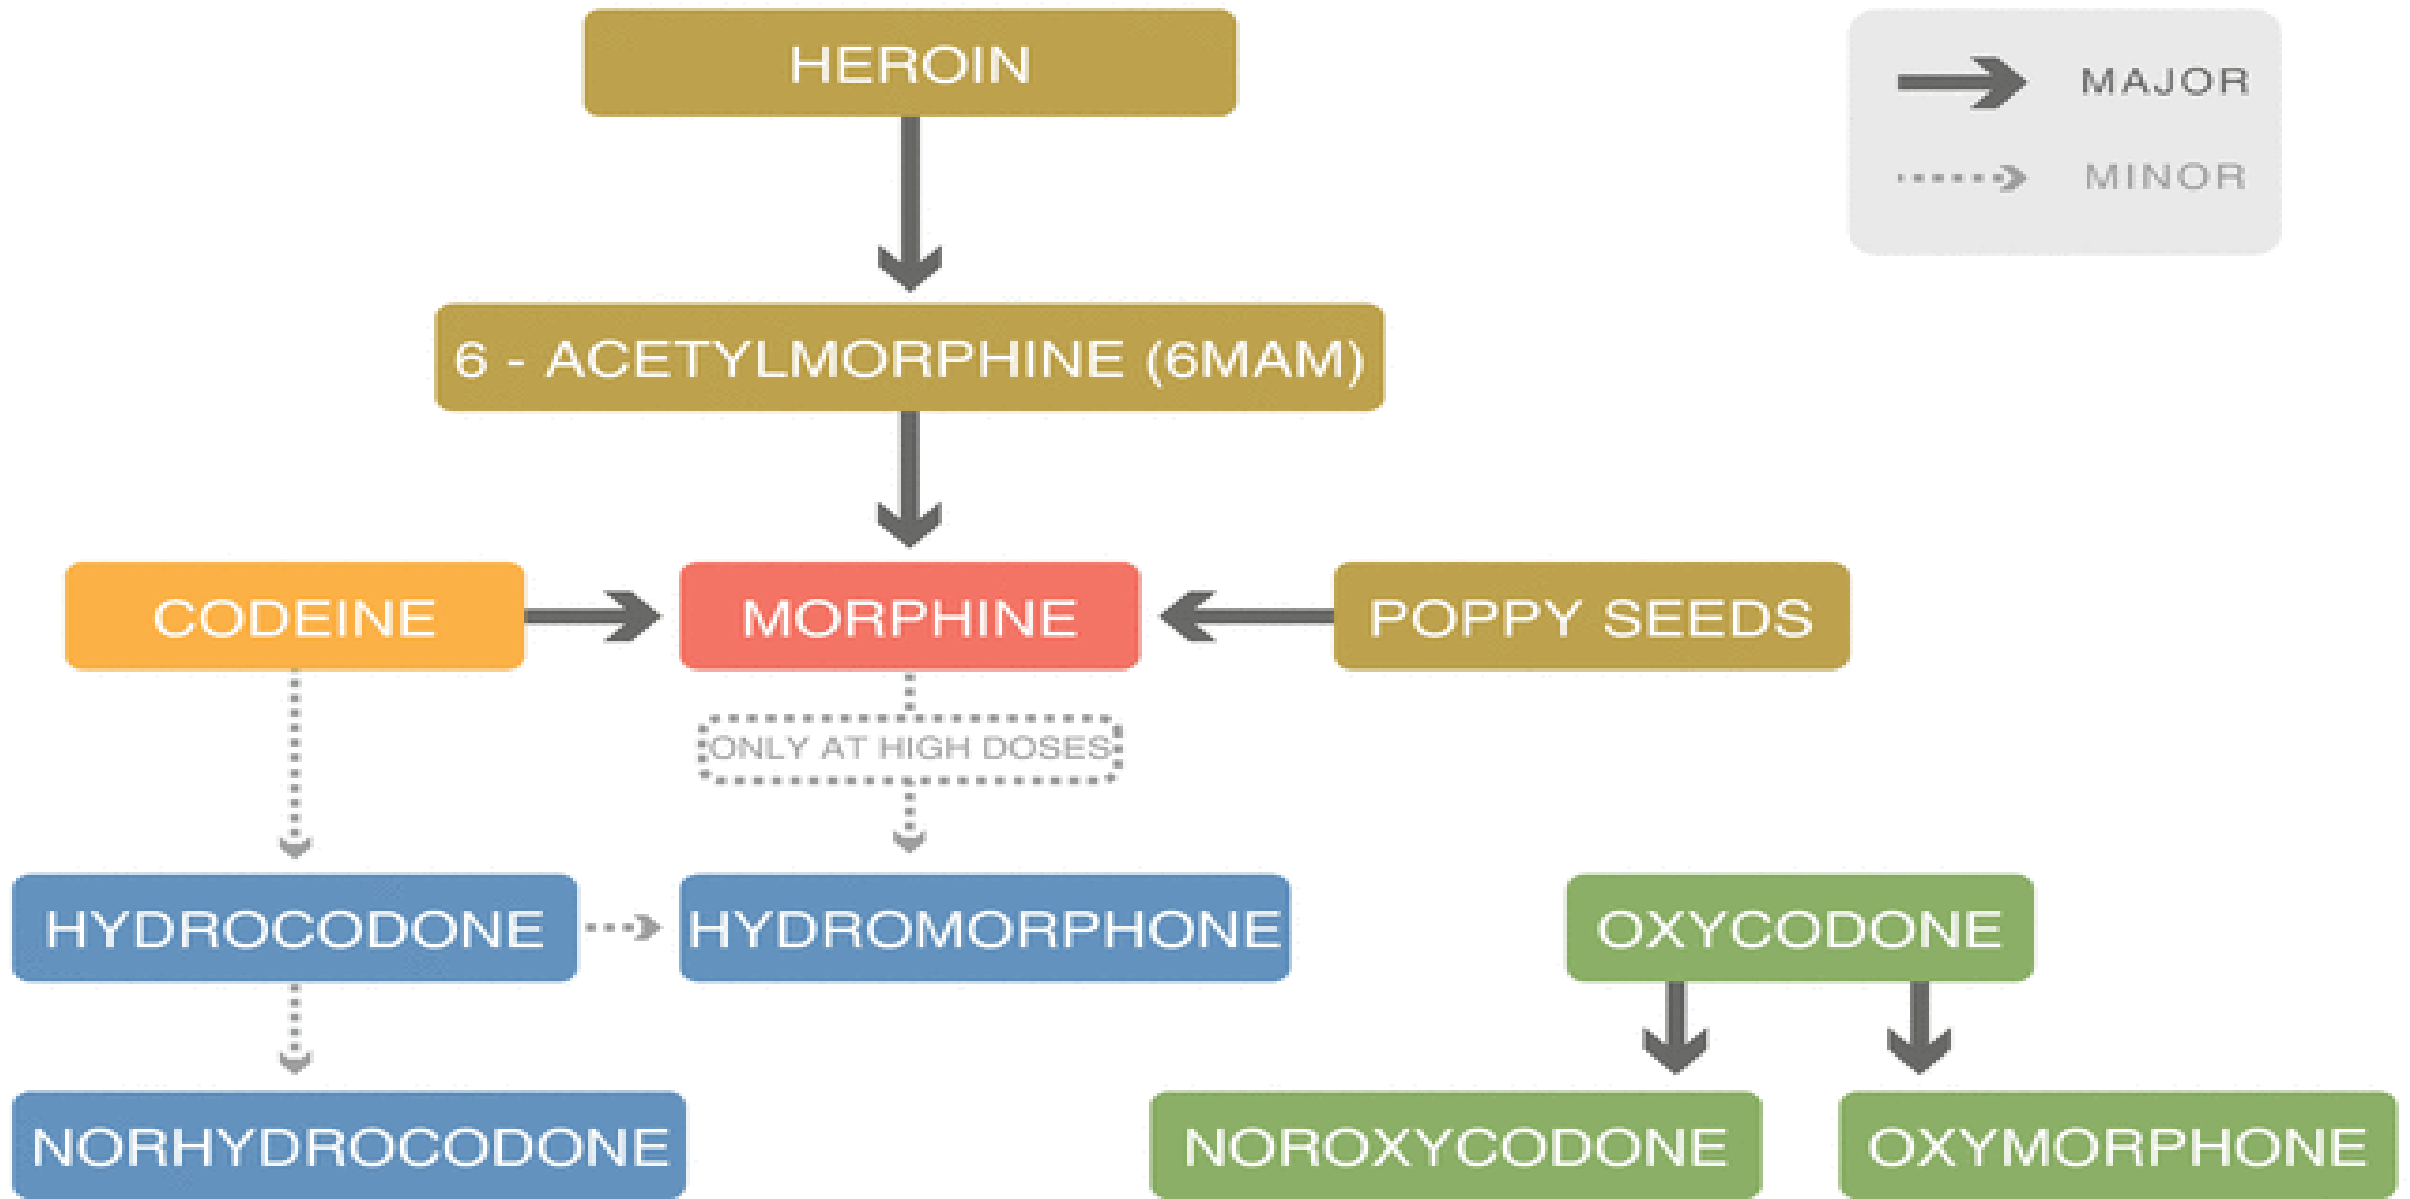 HEROIN
MAJOR
MINOR
6 - ACETYLMORPHINE (6MAM)
CODEINE
MORPHINE
POPPY SEEDS
ONLY AT HIGH DOSES
HYDROCODONE
HYDROMORPHONE
OXYCODONE
NORHYDROCODONE
NOROXYCODONE
OXYMORPHONE